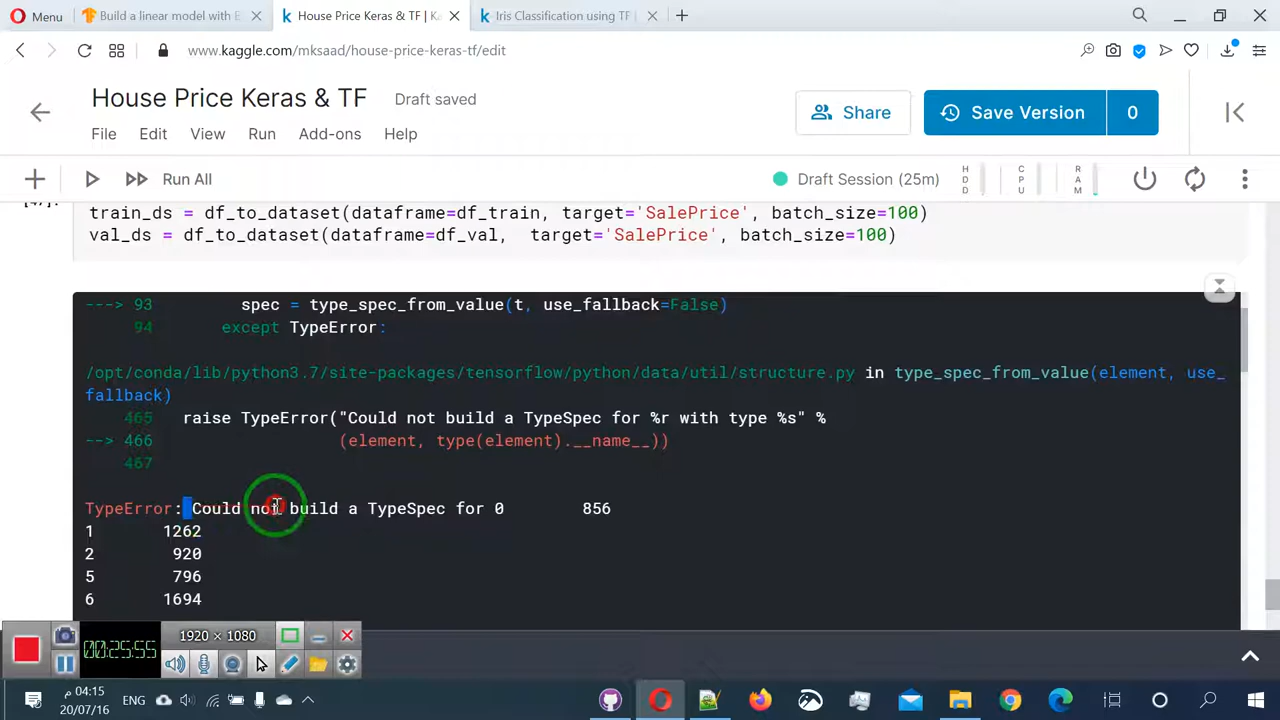 Menu
Build a linear model with E
House Price Keras & TF | Ka
Iris Classification using TF |
www.kaggle.com/mksaad/house-price-keras-tf/edit
House Price Keras & TF
Draft saved
Share
Save Version
0
File
Edit
View
Run
Add-ons
Help
Run All
Draft Session (25m)
HDD
CPU
RAM
train_ds = df_to_dataset(dataframe=df_train, target='SalePrice', batch_size=100)
val_ds = df_to_dataset(dataframe=df_val,  target='SalePrice', batch_size=100)
---> 93 spec = type_spec_from_value(t, use_fallback=False)
94 except TypeError:
/opt/conda/lib/python3.7/site-packages/tensorflow/python/data/util/structure.py in type_spec_from_value(element, use_
fallback)
465 raise TypeError("Could not build a TypeSpec for %r with type %s" %
--> 466 (element, type(element).__name__))
467
TypeError: Could not build a TypeSpec for 0 856
1 1262
2 920
5 796
6 1694
00:25:55
1920 × 1080
ENG
04:15 م
20/07/16